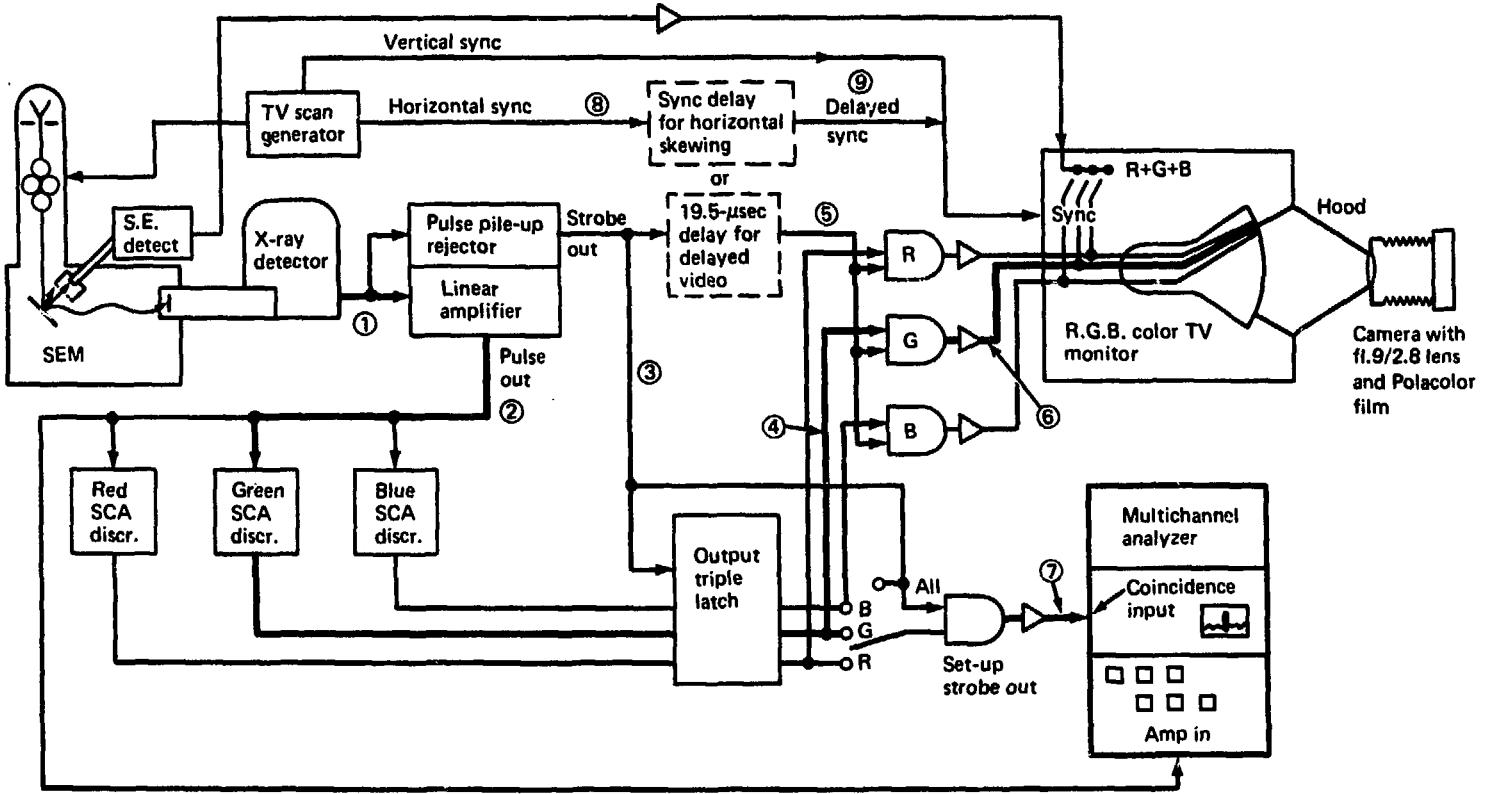 Vertical sync
TV scan
generator
Horizontal sync
⑧
Sync delay
for horizontal
skewing
⑨
Delayed
sync
or
R+G+B
Sync
Hood
S.E.
detect
X-ray
detector
Pulse pile-up
rejector
Linear
amplifier
Strobe
out
19.5-μsec
delay for
delayed
video
⑤
R
G
B
SEM
①
Pulse
out
②
③
④
⑥
R.G.B. color TV
monitor
Camera with
f1.9/2.8 lens
and Polacolor
film
Red
SCA
discr.
Green
SCA
discr.
Blue
SCA
discr.
Output
triple
latch
All
B
G
R
Set-up
strobe out
⑦
Multichannel
analyzer
Coincidence
input
Amp in